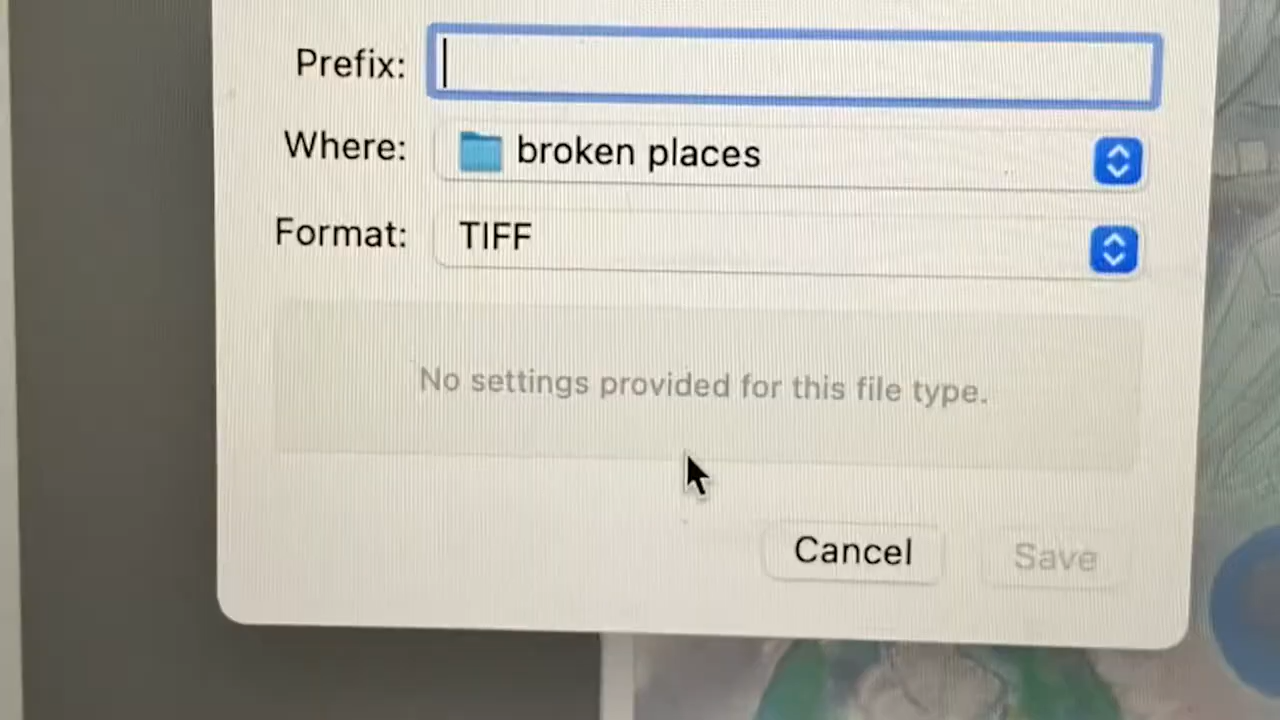 Prefix:
Where: broken places
Format: TIFF
No settings provided for this file type.
Cancel Save